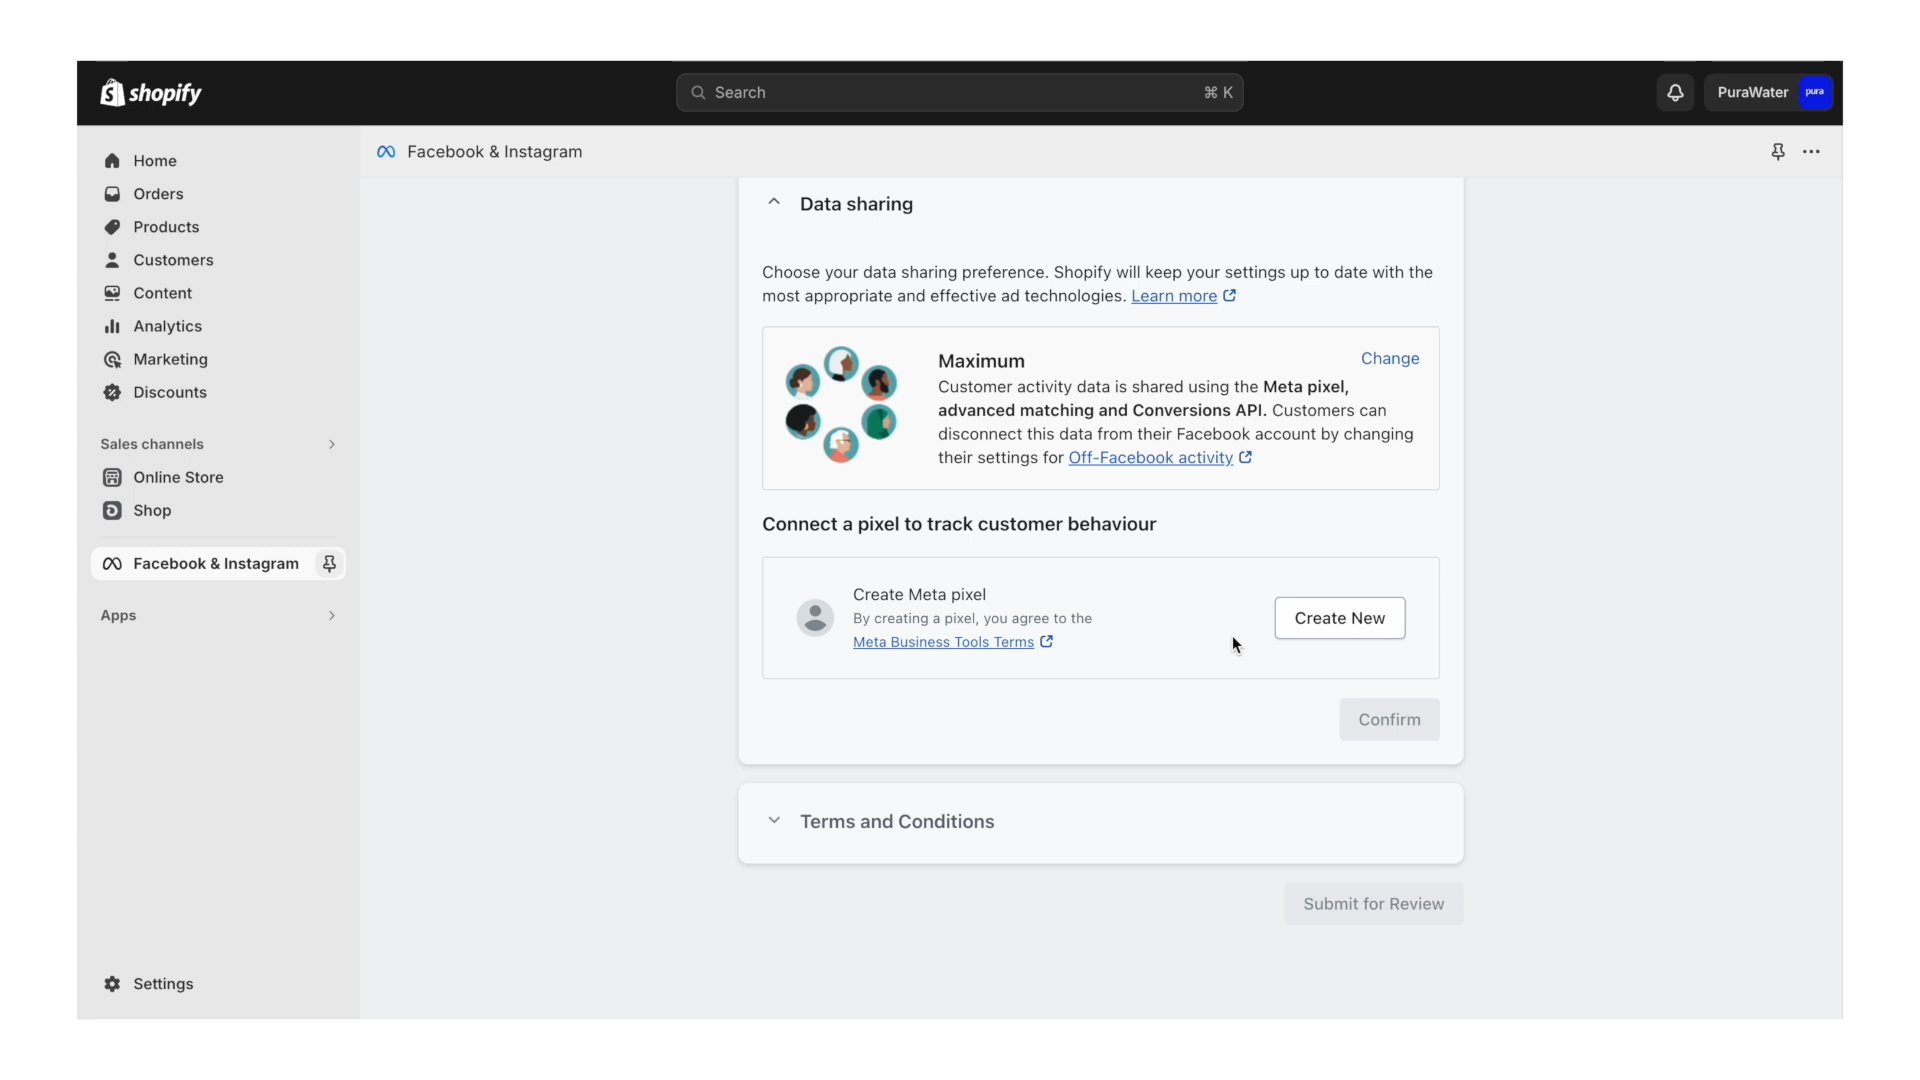 shopify
Search
⌘ K
PuraWater
pura
Home
Orders
Products
Customers
Content
Analytics
Marketing
Discounts
Sales channels
Online Store
Shop
Facebook & Instagram
Apps
Settings
Facebook & Instagram
Data sharing
Choose your data sharing preference. Shopify will keep your settings up to date with the
most appropriate and effective ad technologies. Learn more
Maximum
Change
Customer activity data is shared using the Meta pixel,
advanced matching and Conversions API. Customers can
disconnect this data from their Facebook account by changing
their settings for Off-Facebook activity
Connect a pixel to track customer behaviour
Create Meta pixel
By creating a pixel, you agree to the
Meta Business Tools Terms
Create New
Confirm
Terms and Conditions
Submit for Review